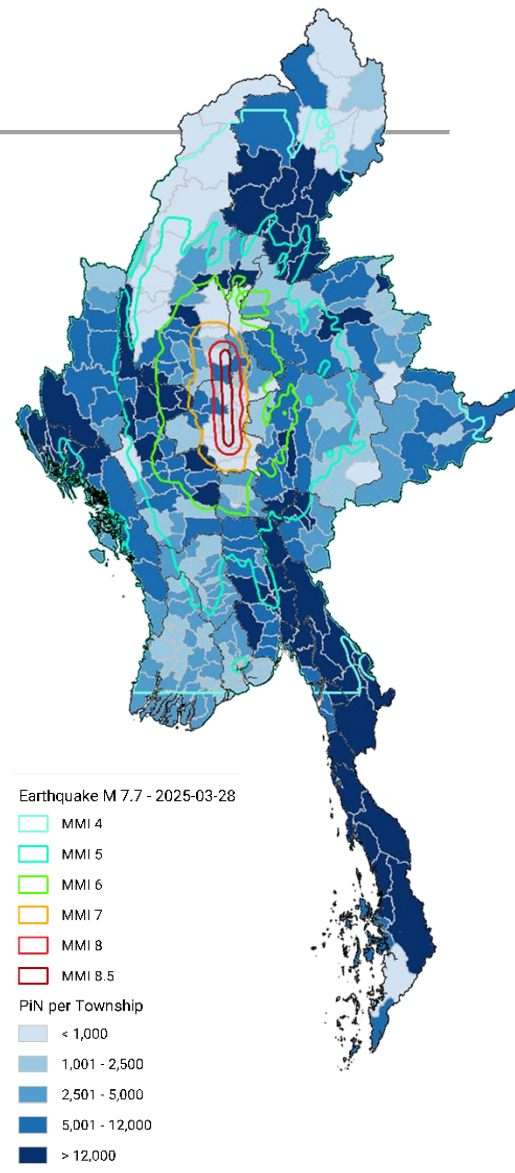 Earthquake M 7.7 - 2025-03-28
MMI 4
MMI 5
MMI 6
MMI 7
MMI 8
MMI 8.5
PiN per Township
< 1,000
1,001 - 2,500
2,501 - 5,000
5,001 - 12,000
> 12,000